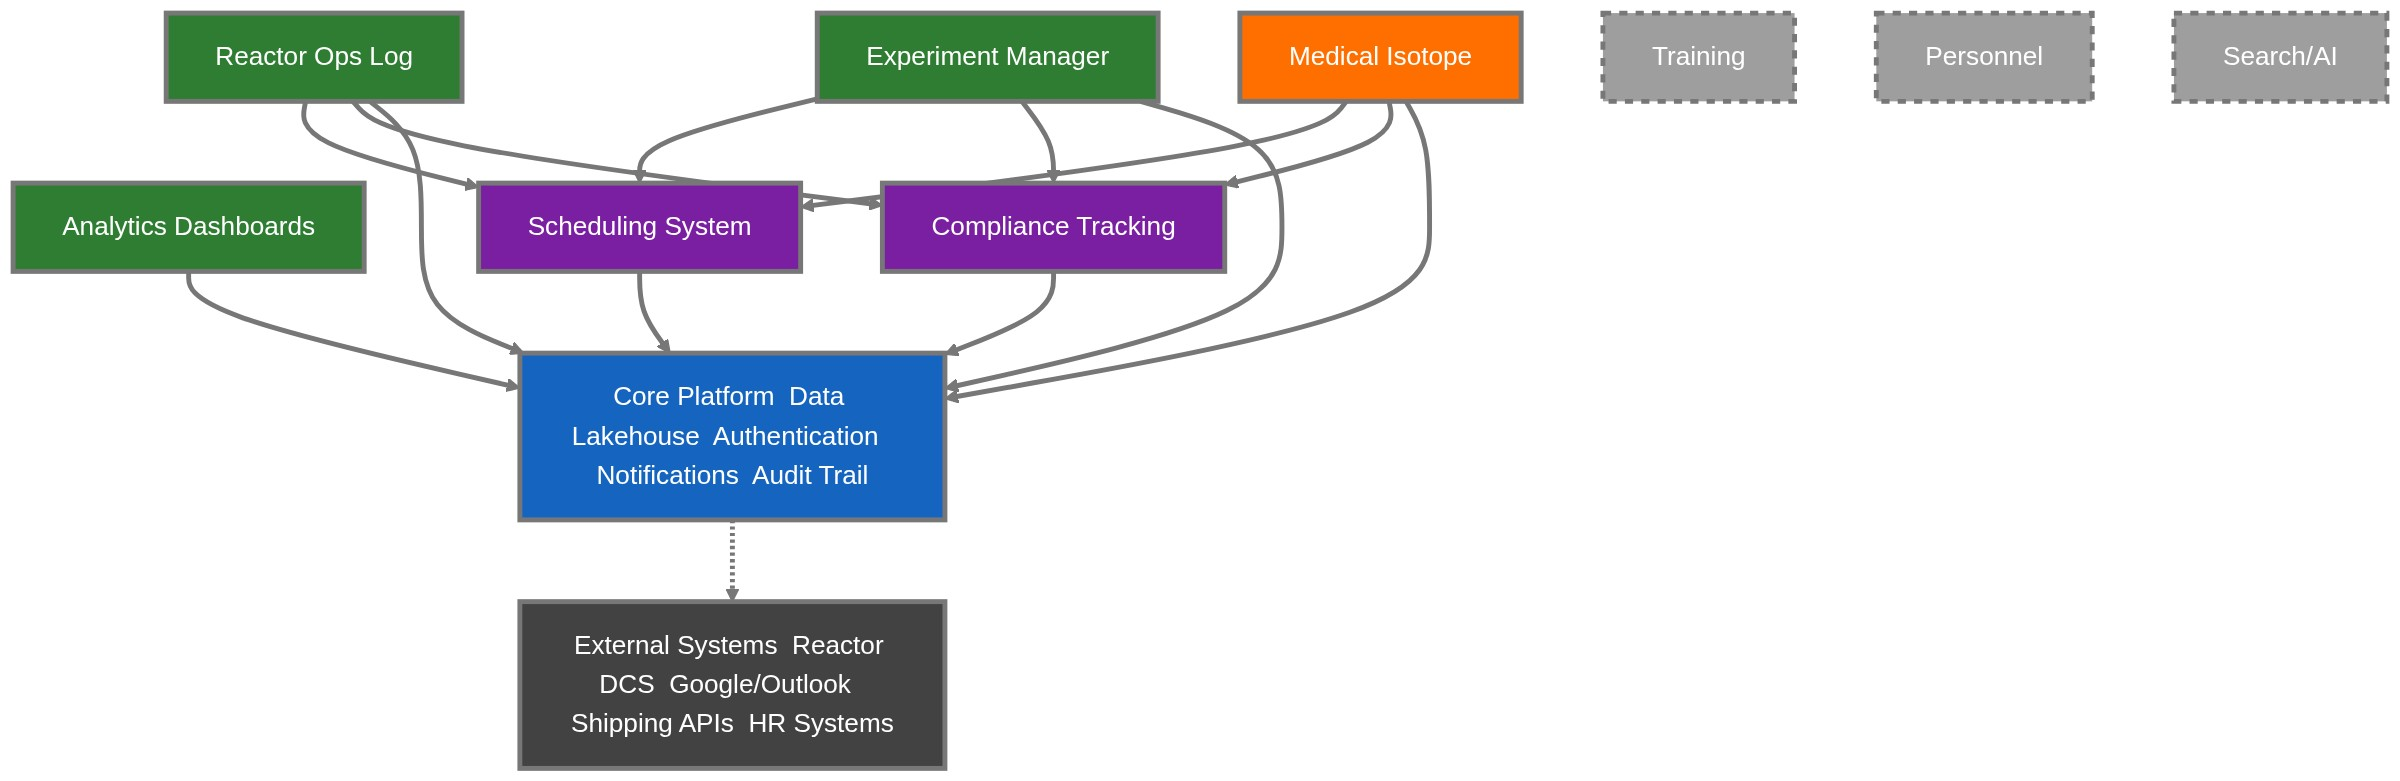 Reactor Ops Log
Experiment Manager
Medical Isotope
Training
Personnel
Search/AI
Analytics Dashboards
Scheduling System
Compliance Tracking
Core Platform  Data
Lakehouse  Authentication
Notifications  Audit Trail
External Systems  Reactor
DCS  Google/Outlook
Shipping APIs  HR Systems